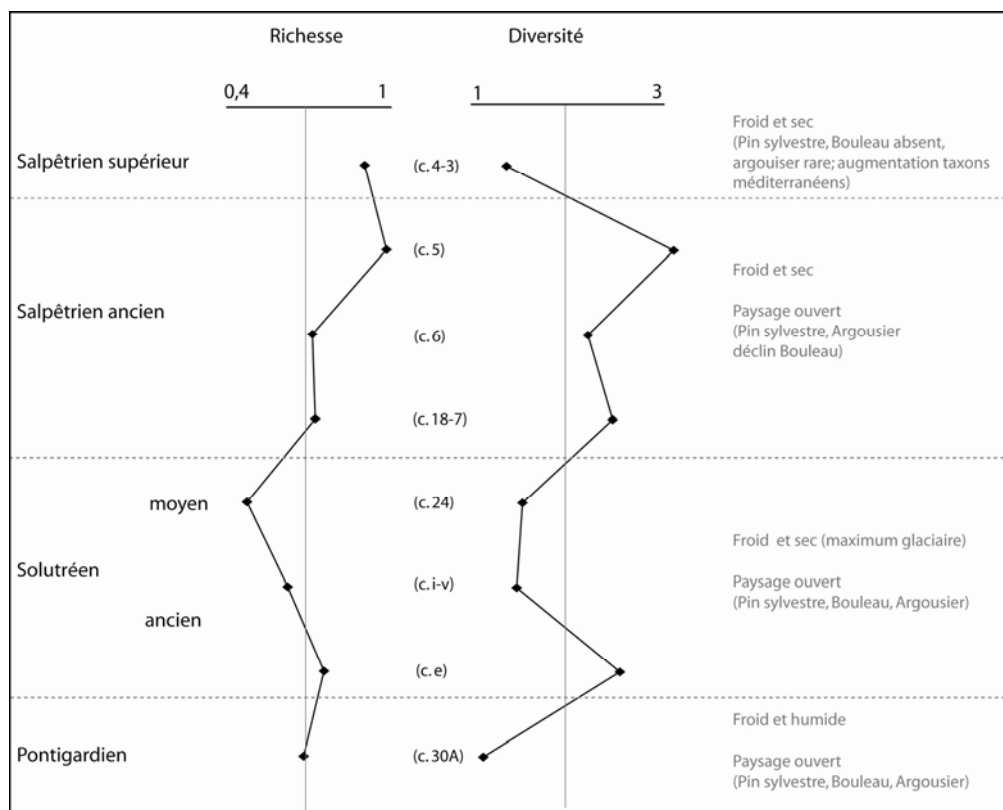 Richesse
Diversité
0,4
1
1
3
Froid et sec
(Pin sylvestre, Bouleau absent,
argouiser rare; augmentation taxons
méditerranéens)
Salpêtrien supérieur
(c. 4-3)
(c. 5)
Froid et sec
Salpêtrien ancien
Paysage ouvert
(Pin sylvestre, Argousier
déclin Bouleau)
(c. 6)
(c. 18-7)
moyen
(c. 24)
Froid et sec (maximum glaciaire)
Solutréen
(c. i-v)
Paysage ouvert
(Pin sylvestre, Bouleau, Argousier)
ancien
(c. e)
Froid et humide
Pontigardien
(c. 30A)
Paysage ouvert
(Pin sylvestre, Bouleau, Argousier)